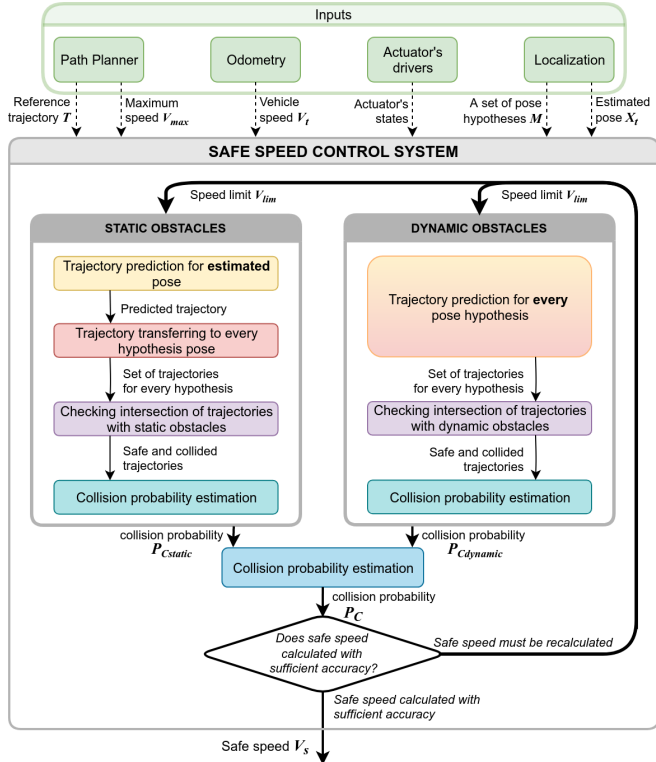 Inputs
Path Planner
Odometry
Actuator's
drivers
Localization
Reference
trajectory T
Maximum
speed Vmax
Vehicle
speed Vt
Actuator's
states
A set of pose
hypotheses M
Estimated
pose Xt
SAFE SPEED CONTROL SYSTEM
Speed limit Vlim
Speed limit Vlim
STATIC OBSTACLES
Trajectory prediction for estimated
pose
Predicted trajectory
Trajectory transferring to every
hypothesis pose
Set of trajectories
for every hypothesis
Checking intersection of trajectories
with static obstacles
Safe and collided
trajectories
Collision probability estimation
DYNAMIC OBSTACLES
Trajectory prediction for every
pose hypothesis
Set of trajectories
for every hypothesis
Checking intersection of trajectories
with dynamic obstacles
Safe and collided
trajectories
Collision probability estimation
collision probability
PCstatic
collision probability
PCdynamic
Collision probability estimation
collision probability
PC
Does safe speed
calculated with
sufficient accuracy?
Safe speed must be recalculated
Safe speed calculated with
sufficient accuracy
Safe speed Vs